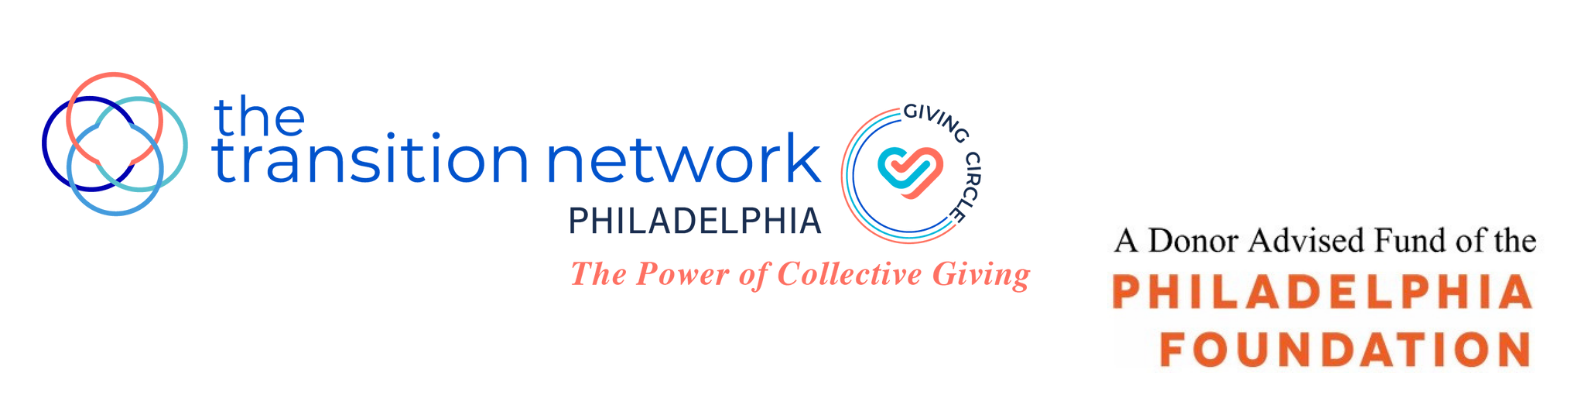 the
transition network
PHILADELPHIA
GIVING CIRCLE
The Power of Collective Giving
A Donor Advised Fund of the
PHILADELPHIA
FOUNDATION